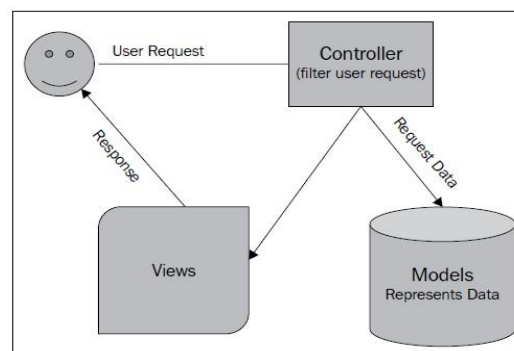 User Request
Controller
(filter user request)
Response
Request Data
Views
Models
Represents Data